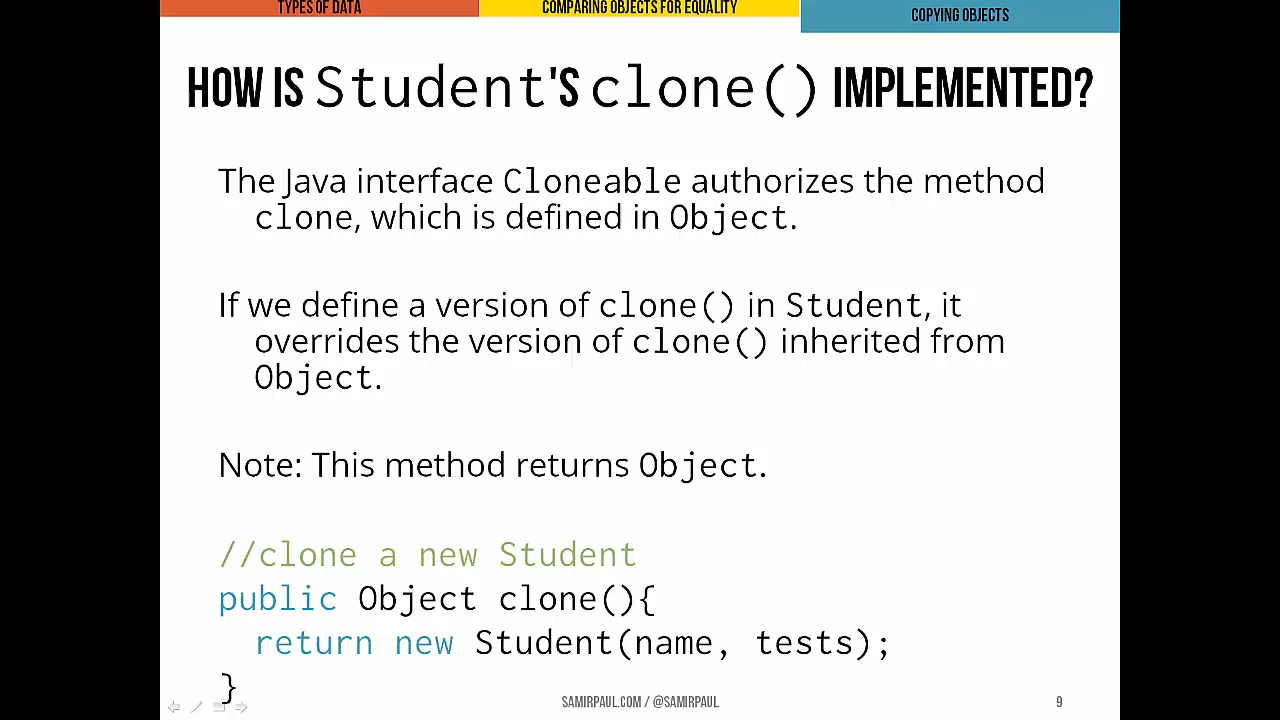 TYPES OF DATA
COMPARING OBJECTS FOR EQUALITY
COPYING OBJECTS
HOW IS Student'S clone() IMPLEMENTED?
The Java interface Cloneable authorizes the method
clone, which is defined in Object.
If we define a version of clone() in Student, it
overrides the version of clone() inherited from
Object.
Note: This method returns Object.
//clone a new Student
public Object clone(){
return new Student(name, tests);
}
SAMIRPAUL.COM / @SAMIRPAUL
9